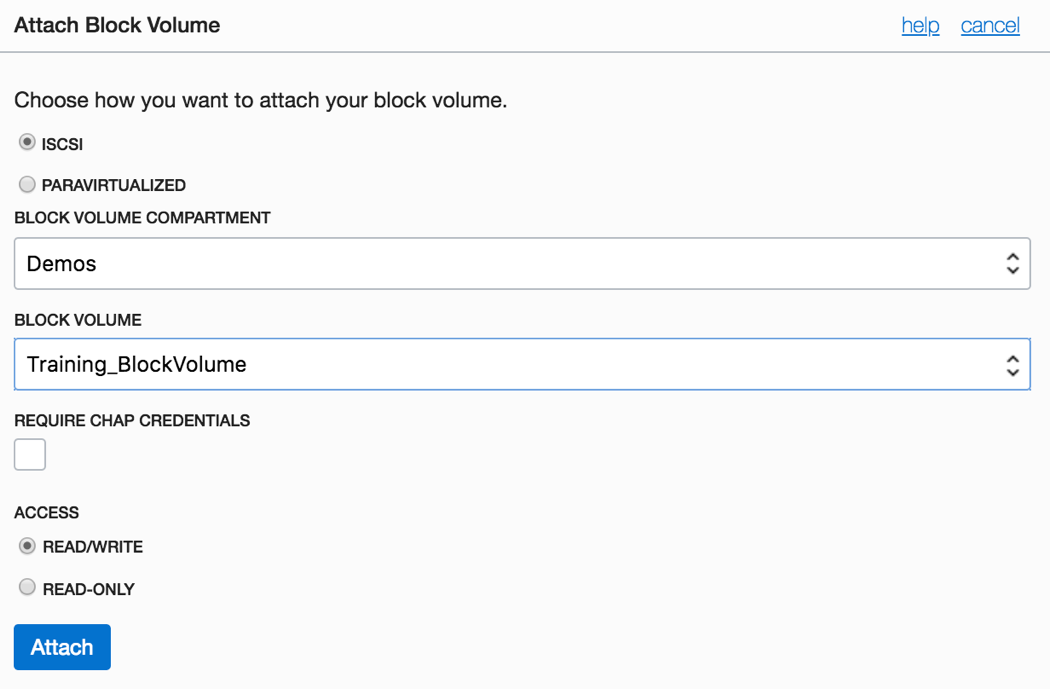 Attach Block Volume help cancel
Choose how you want to attach your block volume.
ISCSI
PARAVIRTUALIZED
BLOCK VOLUME COMPARTMENT
Demos
BLOCK VOLUME
Training_BlockVolume
REQUIRE CHAP CREDENTIALS
ACCESS
READ/WRITE
READ-ONLY
Attach